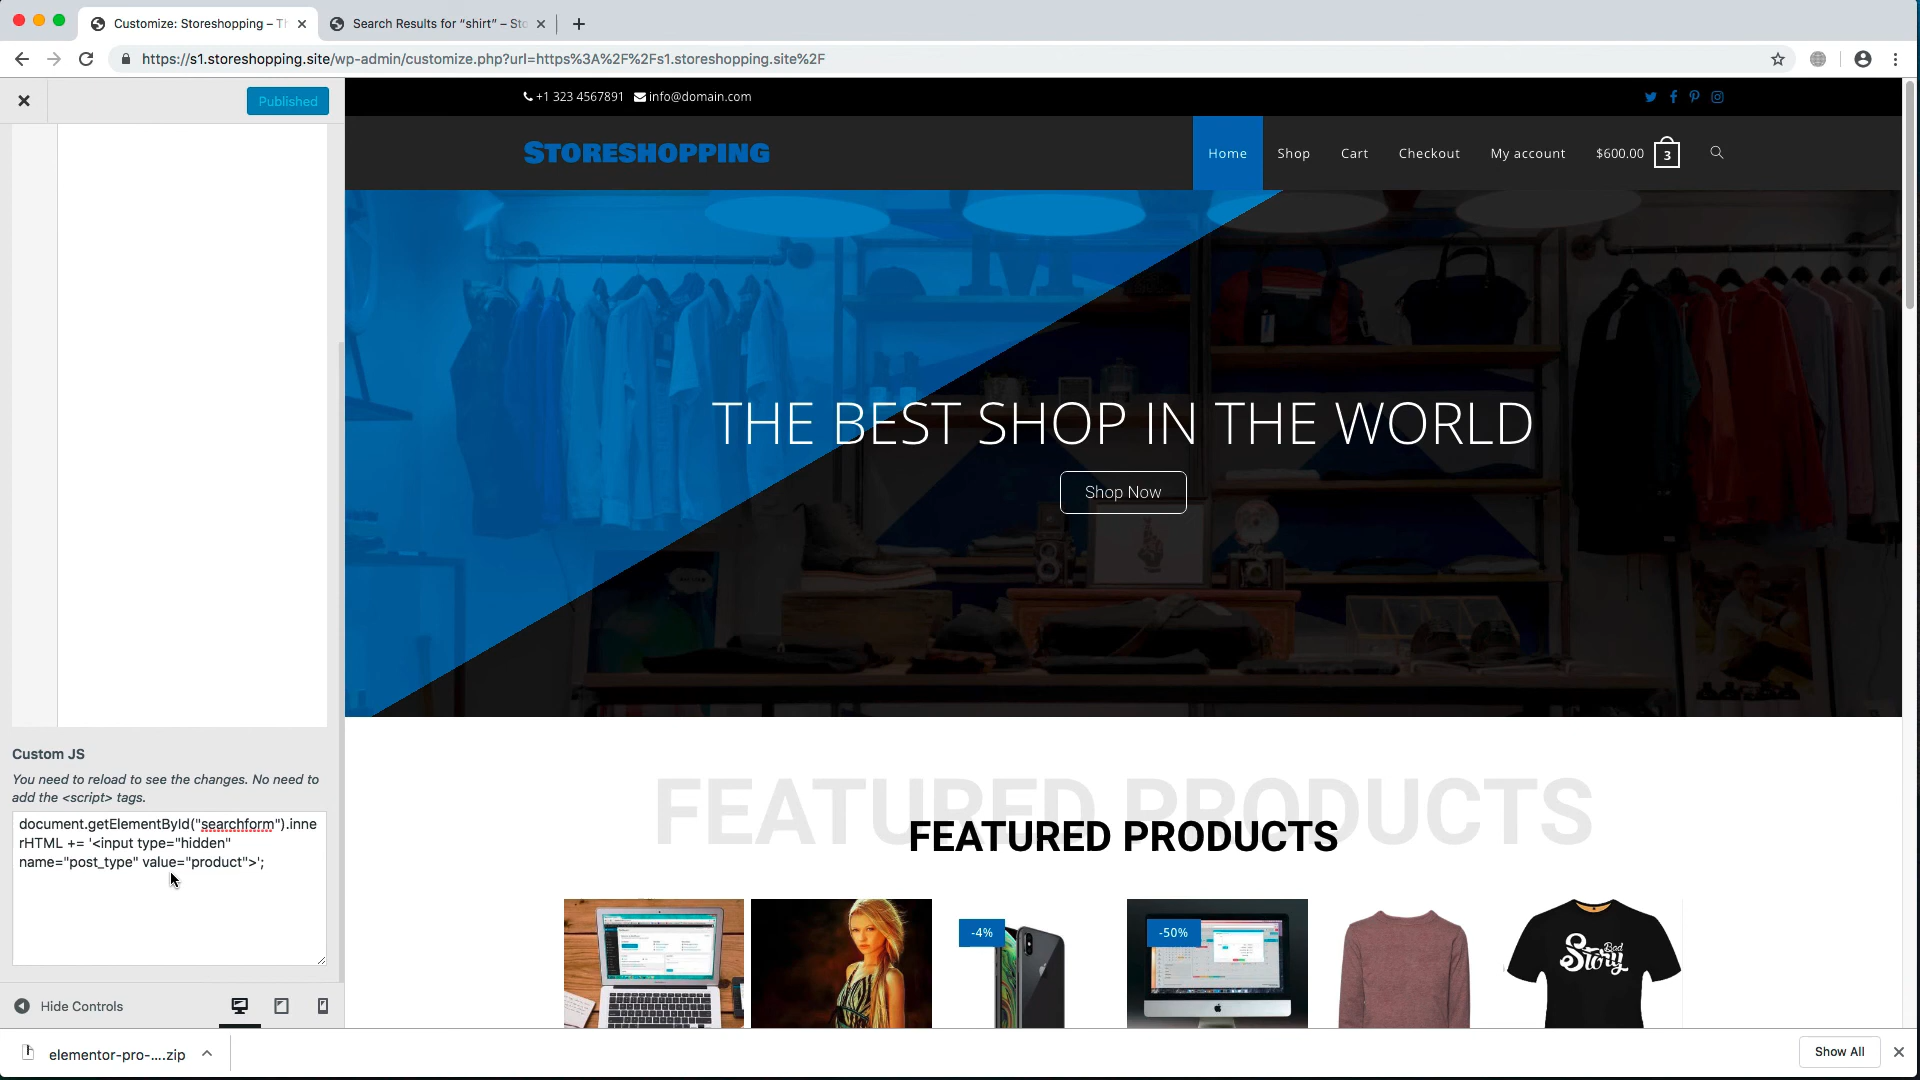 Customize: Storeshopping – Th
Search Results for “shirt” – Sto
https://s1.storeshopping.site/wp-admin/customize.php?url=https%3A%2F%2Fs1.storeshopping.site%2F
Published
+1 323 4567891 info@domain.com
STORESHOPPING
Home Shop Cart Checkout My account $600.00 3
THE BEST SHOP IN THE WORLD
Shop Now
Custom JS
You need to reload to see the changes. No need to
add the <script> tags.
document.getElementById("searchform").inne
rHTML += '<input type="hidden"
name="post_type" value="product">';
FEATURED PRODUCTS
FEATURED PRODUCTS
-4%
-50%
Bad
Story
Hide Controls
elementor-pro-....zip
Show All